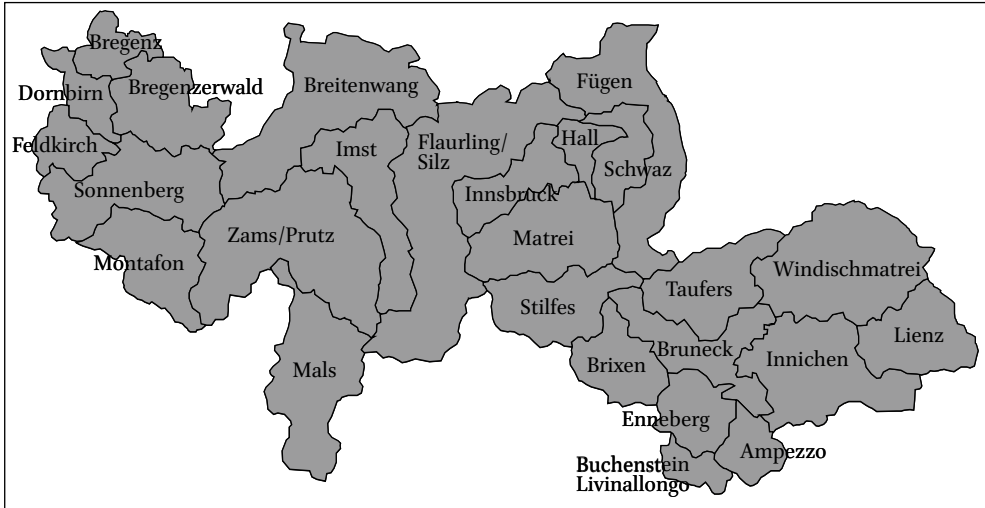 Bregenz
Dornbirn
Bregenzerwald
Breitenwang
Fügen
Feldkirch
Imst
Flaurling/
Silz
Hall
Schwaz
Sonnenberg
Innsbruck
Montafon
Zams/Prutz
Matrei
Windischmatrei
Taufers
Stilfes
Lienz
Mals
Brixen
Bruneck
Innichen
Enneberg
Ampezzo
Buchenstein
Livinallongo